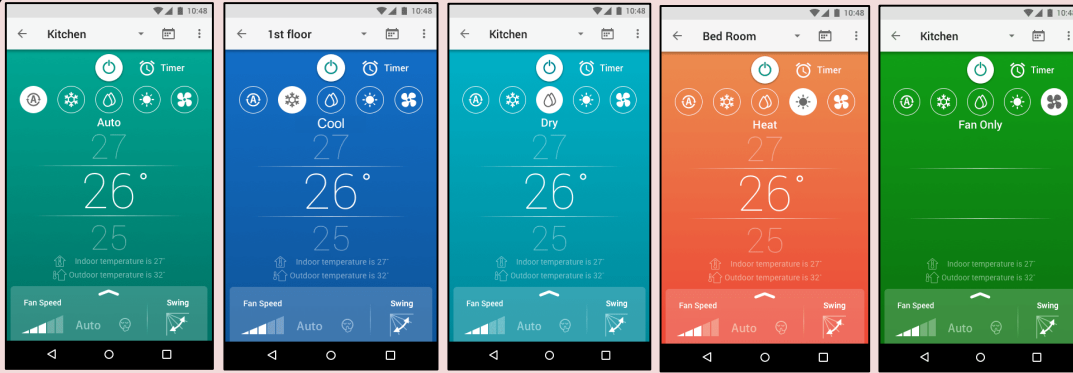 10:48
Kitchen
Timer
A
Auto
27
26°
25
Indoor temperature is 27°
Outdoor temperature is 32°
Fan Speed
Swing
Auto
10:48
1st floor
Timer
A
Cool
27
26°
25
Indoor temperature is 27°
Outdoor temperature is 32°
Fan Speed
Swing
Auto
10:48
Kitchen
Timer
A
Dry
27
26°
25
Indoor temperature is 27°
Outdoor temperature is 32°
Fan Speed
Swing
Auto
10:48
Bed Room
Timer
A
Heat
27
26°
25
Indoor temperature is 27°
Outdoor temperature is 32°
Fan Speed
Swing
Auto
10:48
Kitchen
Timer
A
Fan Only
Indoor temperature is 27°
Outdoor temperature is 32°
Fan Speed
Swing
Auto